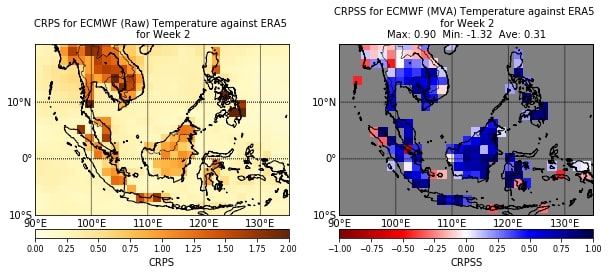 CRPS for ECMWF (Raw) Temperature against ERA5
for Week 2
10°N
0°
10°S
90°E 100°E 110°E 120°E 130°E
0.00 0.25 0.50 0.75 1.00 1.25 1.50 1.75 2.00
CRPS
CRPSS for ECMWF (MVA) Temperature against ERA5
for Week 2
Max: 0.90 Min: -1.32 Ave: 0.31
10°N
0°
10°S
90°E 100°E 110°E 120°E 130°E
−1.00 −0.75 −0.50 −0.25 0.00 0.25 0.50 0.75 1.00
CRPSS